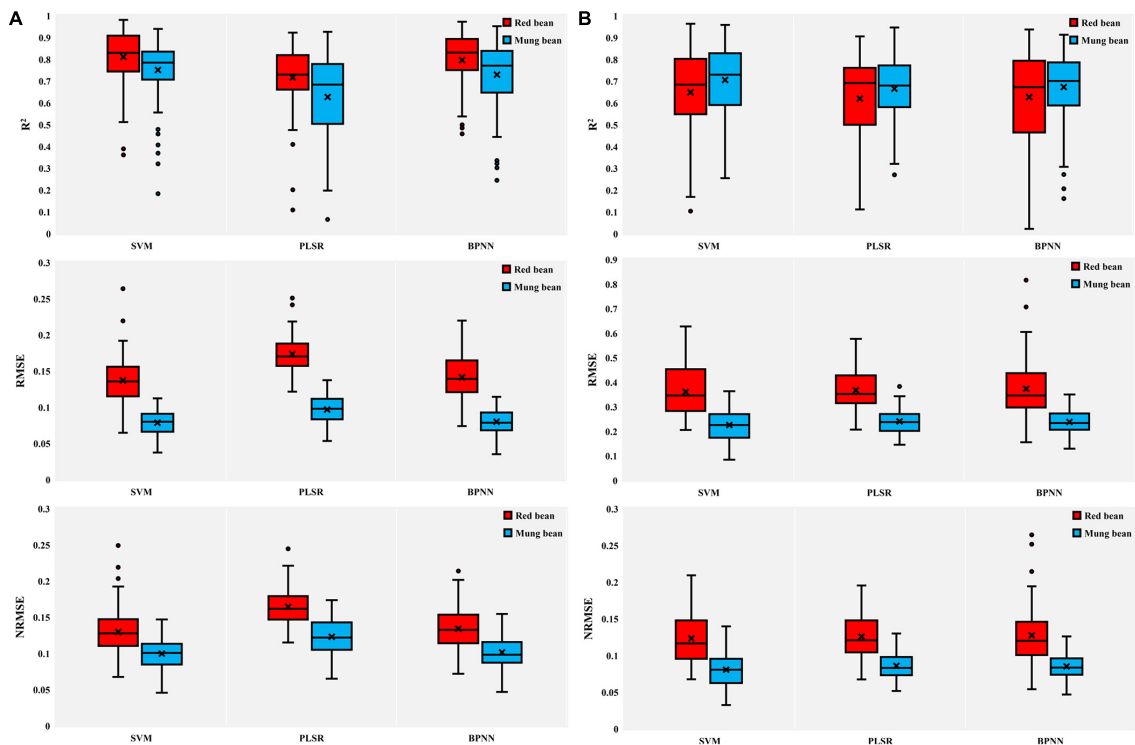 A
1
0.9
0.8
0.7
0.6
0.5
0.4
0.3
0.2
0.1
0
R²
Red bean
Mung bean
SVM PLSR BPNN
0.3
0.25
0.2
0.15
0.1
0.05
0
RMSE
Red bean
Mung bean
SVM PLSR BPNN
0.3
0.25
0.2
0.15
0.1
0.05
0
NRMSE
Red bean
Mung bean
SVM PLSR BPNN
B
1
0.9
0.8
0.7
0.6
0.5
0.4
0.3
0.2
0.1
0
R²
Red bean
Mung bean
SVM PLSR BPNN
0.9
0.8
0.7
0.6
0.5
0.4
0.3
0.2
0.1
0
RMSE
Red bean
Mung bean
SVM PLSR BPNN
0.3
0.25
0.2
0.15
0.1
0.05
0
NRMSE
Red bean
Mung bean
SVM PLSR BPNN